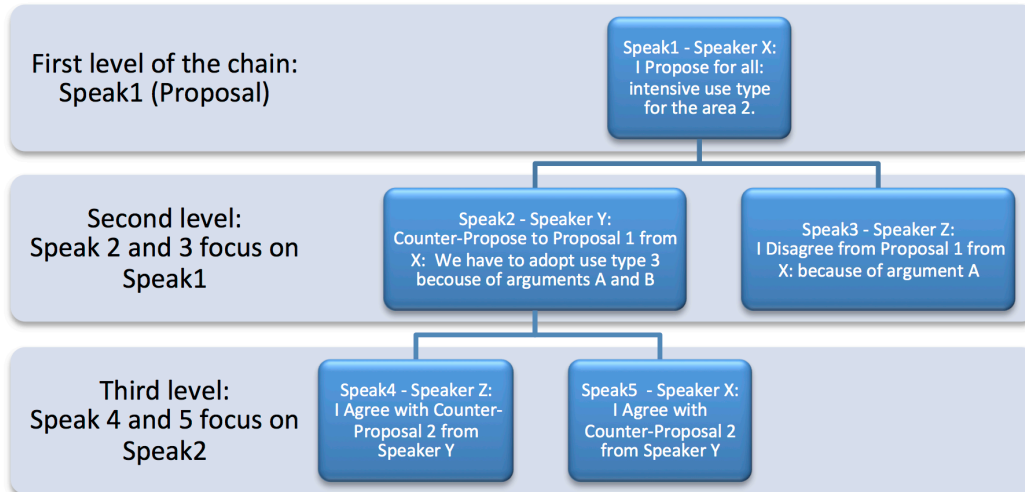 First level of the chain:
Speak1 (Proposal)
Speak1 - Speaker X:
I Propose for all:
intensive use type
for the area 2.
Second level:
Speak 2 and 3 focus on
Speak1
Speak2 - Speaker Y:
Counter-Propose to Proposal 1 from
X:  We have to adopt use type 3
becouse of arguments A and B
Speak3 - Speaker Z:
I Disagree from Proposal 1 from
X: because of argument A
Third level:
Speak 4 and 5 focus on
Speak2
Speak4 - Speaker Z:
I Agree with Counter-
Proposal 2 from
Speaker Y
Speak5  - Speaker X:
I Agree with
Counter-Proposal 2
from Speaker Y